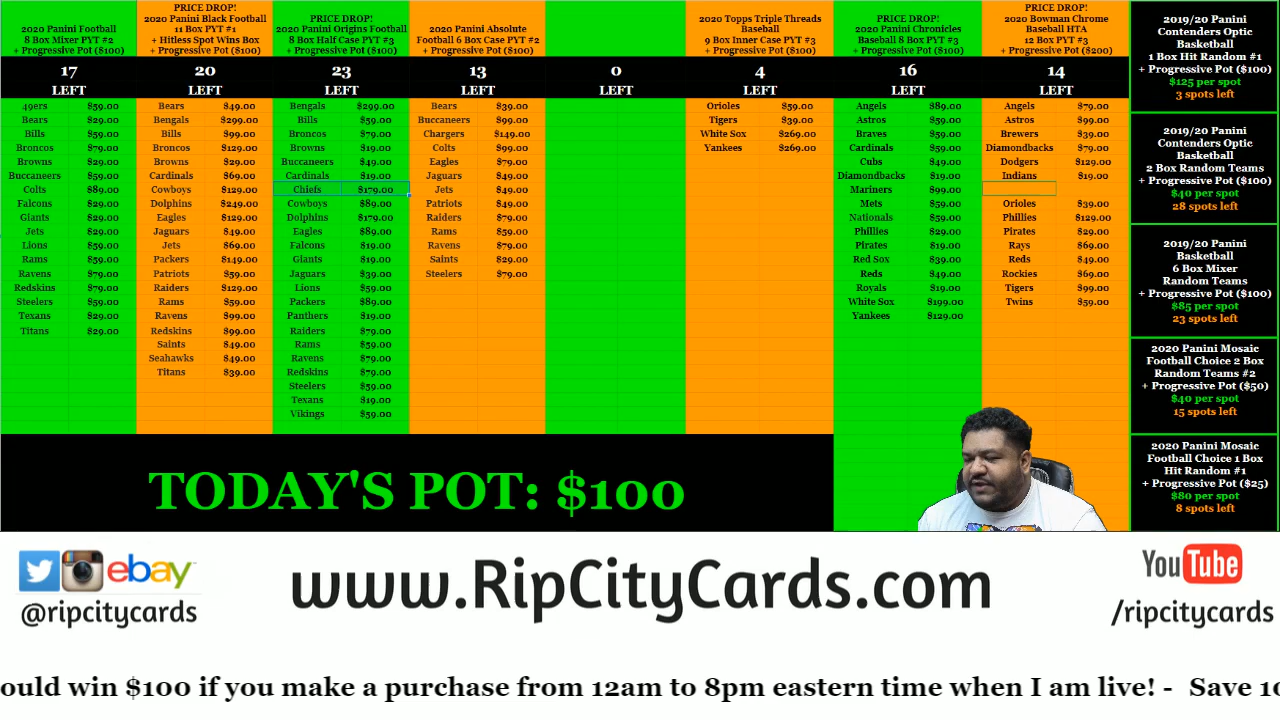 2020 Panini Football
8 Box Mixer PYT #2
+ Progressive Pot ($100)
17
LEFT
49ers $59.00
Bears $29.00
Bills $59.00
Broncos $79.00
Browns $29.00
Buccaneers $59.00
Colts $89.00
Falcons $29.00
Giants $29.00
Jets $29.00
Lions $59.00
Rams $59.00
Ravens $79.00
Redskins $79.00
Steelers $59.00
Texans $29.00
Titans $29.00
PRICE DROP!
2020 Panini Black Football
11 Box PYT #1
+ Hitless Spot Wins Box
+ Progressive Pot ($100)
20
LEFT
Bears $49.00
Bengals $299.00
Bills $99.00
Broncos $129.00
Browns $29.00
Cardinals $69.00
Cowboys $129.00
Dolphins $249.00
Eagles $129.00
Jaguars $49.00
Jets $69.00
Packers $149.00
Patriots $59.00
Raiders $129.00
Rams $59.00
Ravens $99.00
Redskins $99.00
Saints $49.00
Seahawks $49.00
Titans $39.00
PRICE DROP!
2020 Panini Origins Football
8 Box Half Case PYT #3
+ Progressive Pot ($100)
23
LEFT
Bengals $299.00
Bills $59.00
Broncos $79.00
Browns $19.00
Buccaneers $49.00
Cardinals $19.00
Chiefs $179.00
Cowboys $89.00
Dolphins $179.00
Eagles $89.00
Falcons $19.00
Giants $19.00
Jaguars $39.00
Lions $59.00
Packers $89.00
Panthers $19.00
Raiders $79.00
Rams $59.00
Ravens $79.00
Redskins $79.00
Steelers $59.00
Texans $19.00
Vikings $59.00
2020 Panini Absolute
Football 6 Box Case PYT #2
+ Progressive Pot ($100)
13
LEFT
Bears $39.00
Buccaneers $99.00
Chargers $149.00
Colts $99.00
Eagles $79.00
Jaguars $49.00
Jets $49.00
Patriots $49.00
Raiders $79.00
Rams $59.00
Ravens $79.00
Saints $29.00
Steelers $79.00
0
LEFT
2020 Topps Triple Threads
Baseball
9 Box Inner Case PYT #3
+ Progressive Pot ($100)
4
LEFT
Orioles $59.00
Tigers $39.00
White Sox $269.00
Yankees $269.00
PRICE DROP!
2020 Panini Chronicles
Baseball 8 Box PYT #3
+ Progressive Pot ($100)
16
LEFT
Angels $89.00
Astros $59.00
Braves $59.00
Cardinals $59.00
Cubs $49.00
Diamondbacks $19.00
Mariners $99.00
Mets $59.00
Nationals $59.00
Phillies $29.00
Pirates $19.00
Red Sox $39.00
Reds $49.00
Royals $19.00
White Sox $199.00
Yankees $129.00
PRICE DROP!
2020 Bowman Chrome
Baseball HTA
12 Box PYT #3
+ Progressive Pot ($200)
14
LEFT
Angels $79.00
Astros $99.00
Brewers $39.00
Diamondbacks $79.00
Dodgers $129.00
Indians $19.00
Orioles $39.00
Phillies $129.00
Pirates $29.00
Rays $69.00
Reds $49.00
Rockies $69.00
Tigers $99.00
Twins $59.00
2019/20 Panini
Contenders Optic
Basketball
1 Box Hit Random #1
+ Progressive Pot ($100)
$125 per spot
3 spots left
2019/20 Panini
Contenders Optic
Basketball
2 Box Random Teams
+ Progressive Pot ($100)
$40 per spot
28 spots left
2019/20 Panini
Basketball
6 Box Mixer
Random Teams
+ Progressive Pot ($100)
$85 per spot
23 spots left
2020 Panini Mosaic
Football Choice 2 Box
Random Teams #2
+ Progressive Pot ($50)
$40 per spot
15 spots left
2020 Panini Mosaic
Football Choice 1 Box
Hit Random #1
+ Progressive Pot ($25)
$80 per spot
8 spots left
TODAY'S POT: $100
ebay
@ripcitycards
www.RipCityCards.com
YouTube
/ripcitycards
ould win $100 if you make a purchase from 12am to 8pm eastern time when I am live! - Save 10